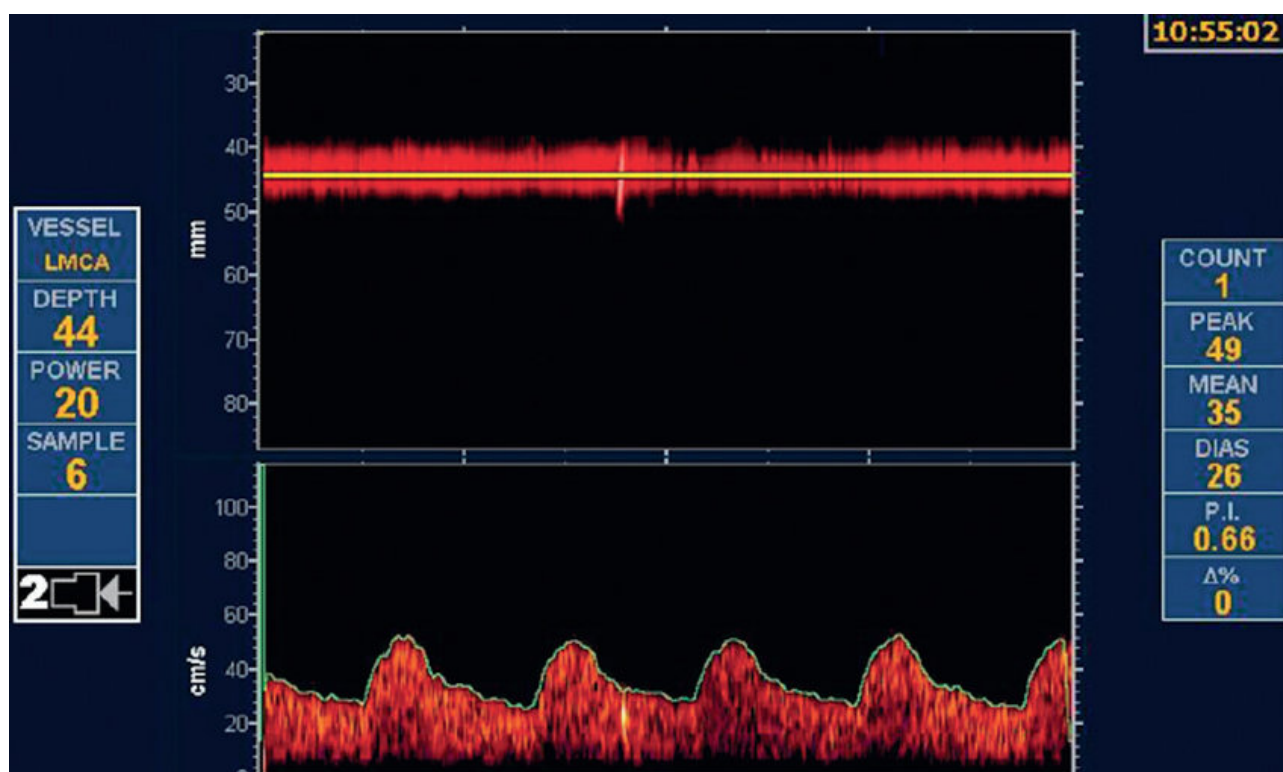 10:55:02
30
40
50
60
70
80
mm
VESSEL
LMCA
DEPTH
44
POWER
20
SAMPLE
6
2
COUNT
1
PEAK
49
MEAN
35
DIAS
26
P.I.
0.66
Δ%
0
100
80
60
40
20
0
cm/s